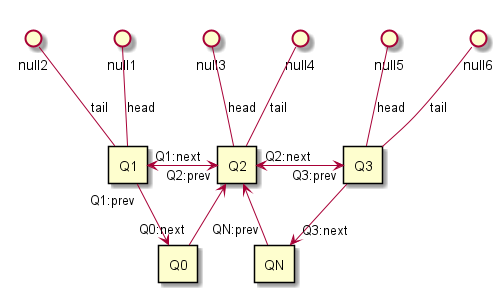 null2
null1
null3
null4
null5
null6
tail
head
head
tail
head
tail
Q1
Q1:next
Q2:prev
Q2
Q2:next
Q3:prev
Q3
Q1:prev
Q0:next
QN:prev
Q3:next
Q0
QN